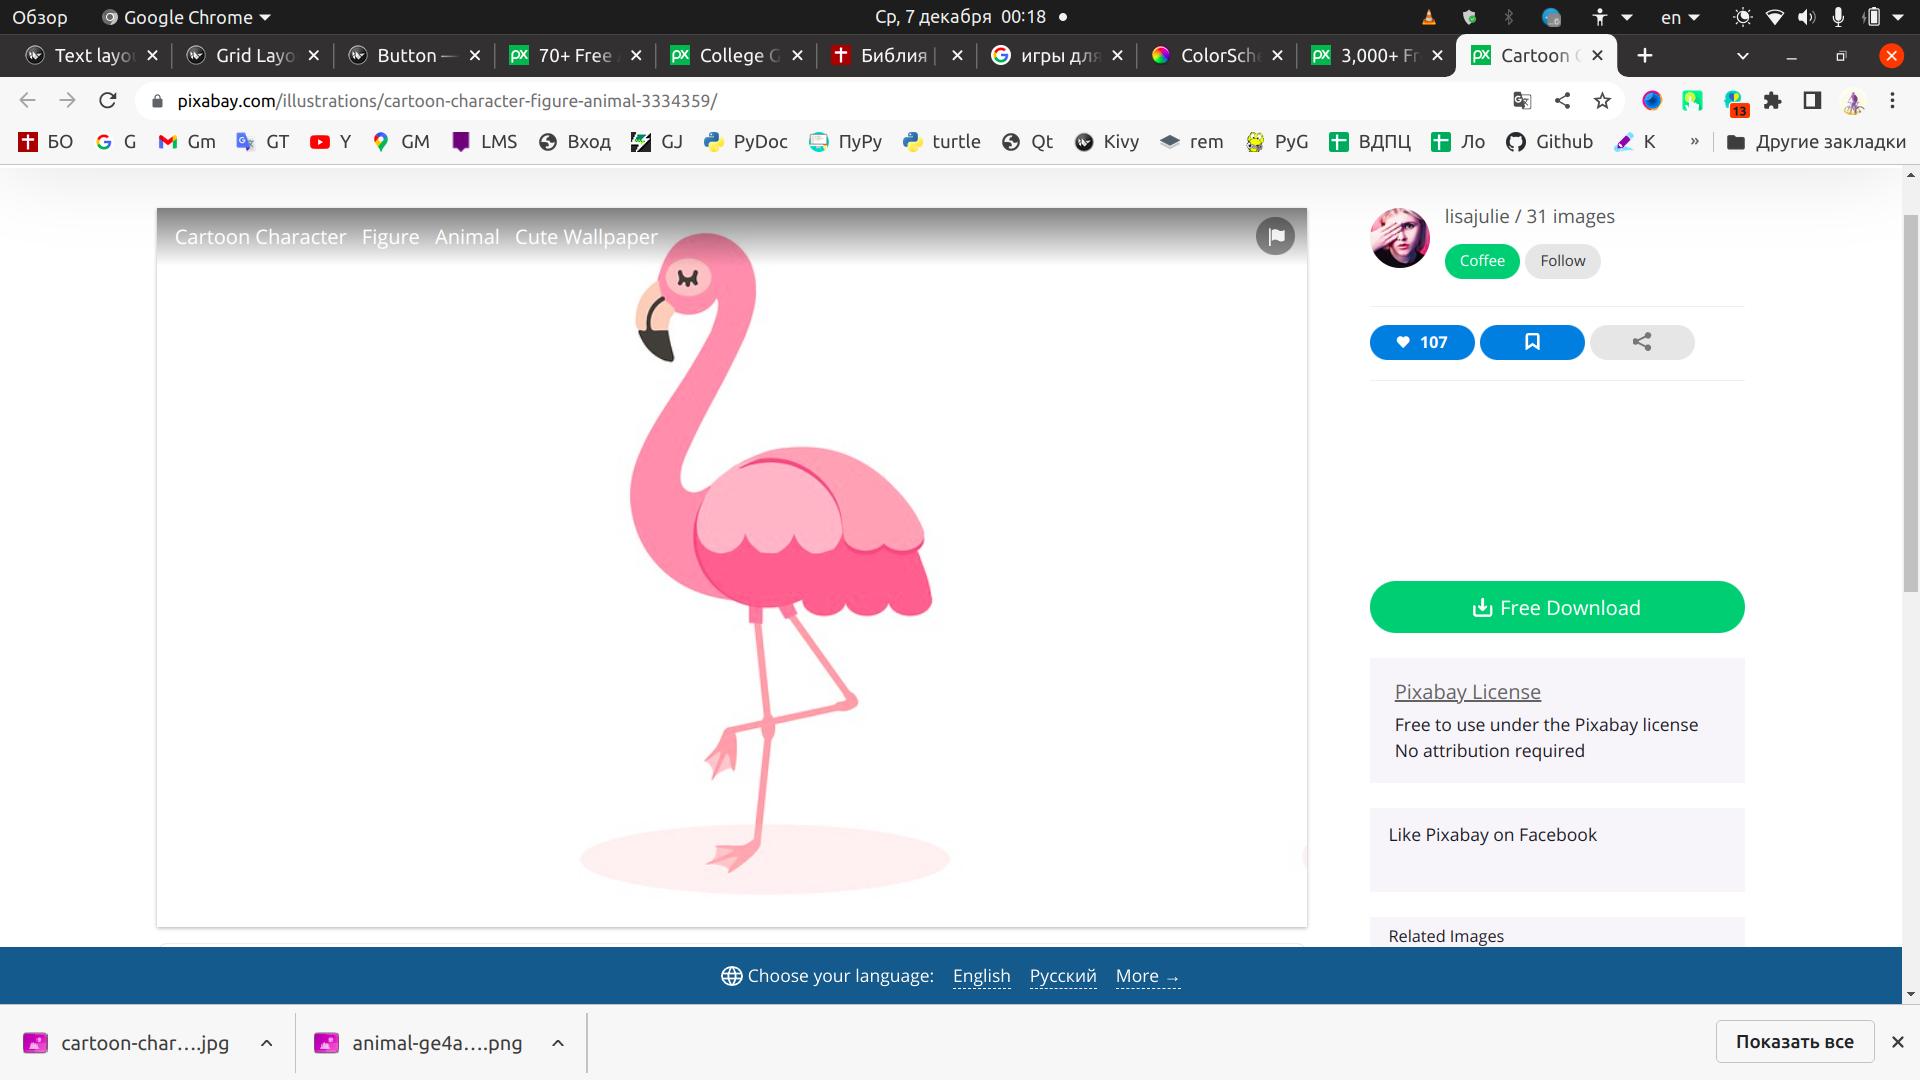 Обзор Google Chrome Ср, 7 декабря 00:18 en
Text layou Grid Layo Button — 70+ Free College G Библия | игры для ColorSche 3,000+ Fr Cartoon C
pixabay.com/illustrations/cartoon-character-figure-animal-3334359/ 13
БО G Gm GT Y GM LMS Вход GJ PyDoc ПуРу turtle Qt Kivy rem PyG ВДПЦ Ло Github К » Другие закладки
Cartoon Character Figure Animal Cute Wallpaper
lisajulie / 31 images
Coffee Follow
107
Free Download
Pixabay License
Free to use under the Pixabay license
No attribution required
Like Pixabay on Facebook
Related Images
Choose your language: English Русский More →
cartoon-char....jpg animal-ge4a....png Показать все